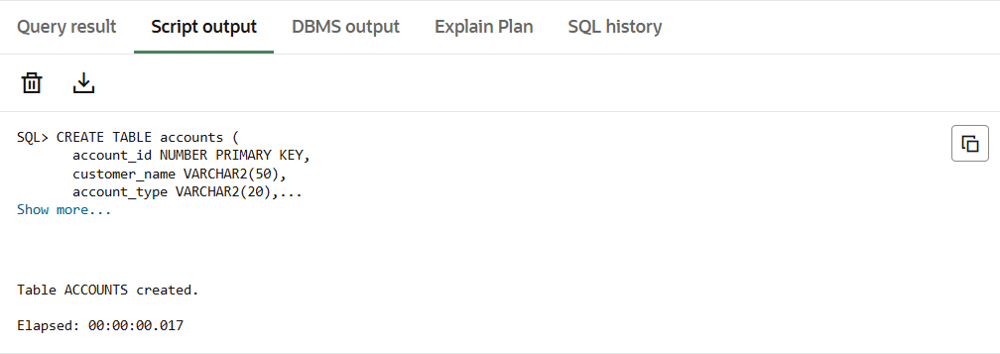 Query result Script output DBMS output Explain Plan SQL history
SQL> CREATE TABLE accounts (
account_id NUMBER PRIMARY KEY,
customer_name VARCHAR2(50),
account_type VARCHAR2(20),...
Show more...
Table ACCOUNTS created.
Elapsed: 00:00:00.017